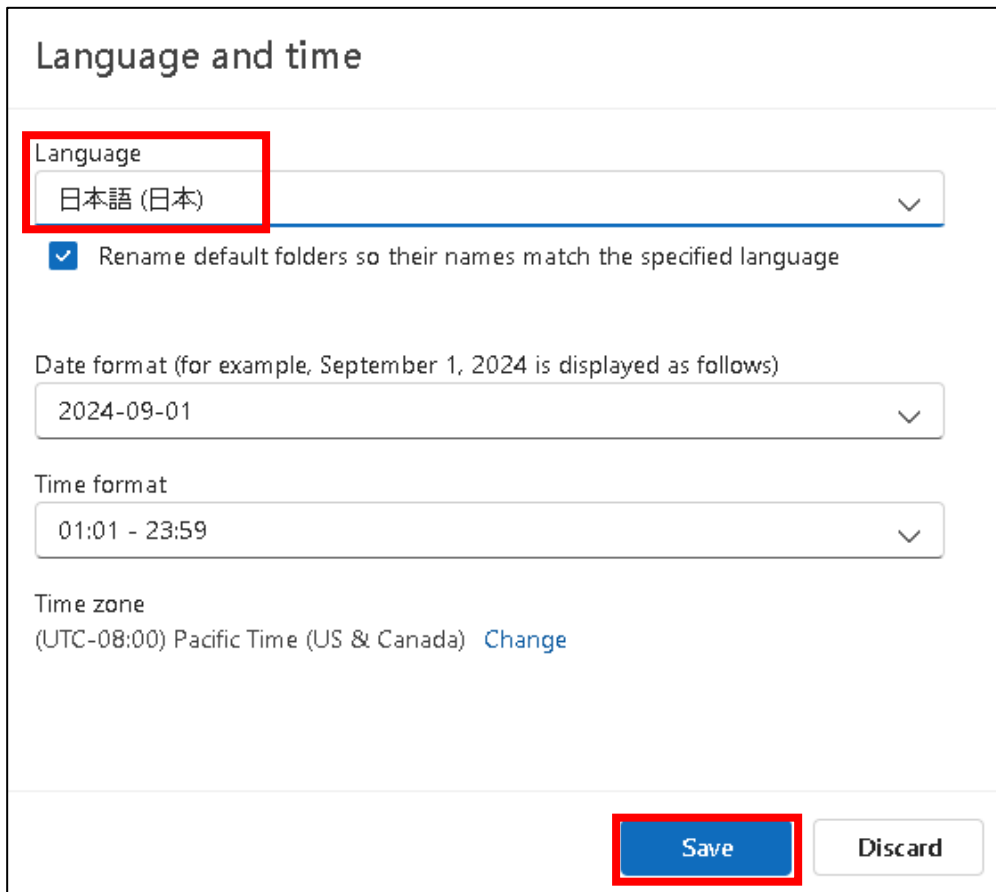 Language and time
Language
日本語 (日本)
Rename default folders so their names match the specified language
Date format (for example, September 1, 2024 is displayed as follows)
2024-09-01
Time format
01:01 - 23:59
Time zone
(UTC-08:00) Pacific Time (US & Canada) Change
Save Discard